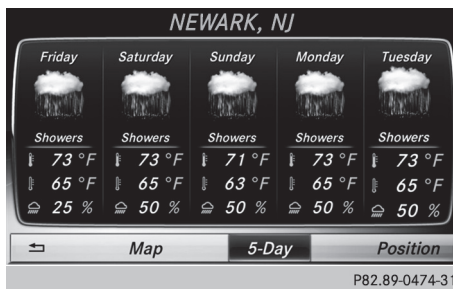 NEWARK, NJ
Friday Saturday Sunday Monday Tuesday
Showers Showers Showers Showers Showers
73 °F 73 °F 71 °F 73 °F 73 °F
65 °F 65 °F 63 °F 65 °F 65 °F
25 % 50 % 50 % 50 % 50 %
Map 5-Day Position
P82.89-0474-31